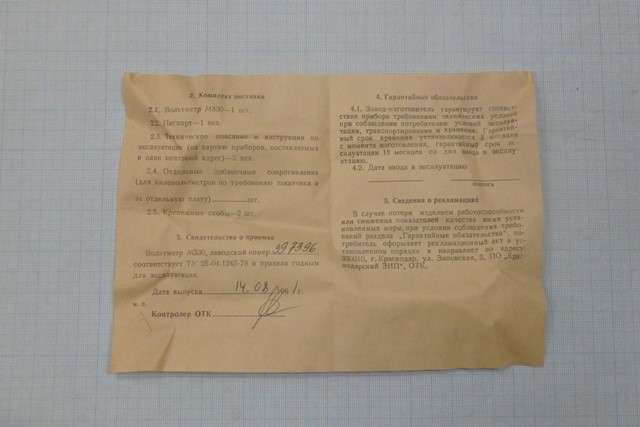 2. Комплект поставки
2.1. Вольтметр М330—1 шт.
2.2. Паспорт—1 экз.
2.3. Техническое описание и инструкция по
эксплуатации (на партию приборов, поставляемых
в один почтовый адрес)—2 экз.
2.4. Отдельные добавочные сопротивления
(для киловольтметров по требованию заказчика и
за отдельную плату) шт.
2.5. Крепежные скобы—2 шт.
3. Свидетельство о приемке
Вольтметр М330, заводской номер 297396,
соответствует ТУ 25-04.1243-78 и признан годным
для эксплуатации.
Дата выпуска 14.08. 1991г.
м. п.
Контролер ОТК
4. Гарантийные обязательства
4.1. Завод-изготовитель гарантирует соответ-
ствие прибора требованиям технических условий
при соблюдении потребителем условий эксплуа-
тации, транспортирования и хранения. Гарантий-
ный срок хранения устанавливается 6 месяцев
с момента изготовления, гарантийный срок эк-
сплуатации 18 месяцев со дня ввода в эксплу-
атацию.
4.2. Дата ввода в эксплуатацию
подпись
5. Сведения о рекламациях
В случае потери изделием работоспособности
или снижения показателей качества ниже уста-
новленных норм, при условии соблюдения требо-
ваний раздела „Гарантийные обязательства", по-
требитель оформляет рекламационный акт в ус-
тановленном порядке и направляет по адресу:
350010, г. Краснодар, ул. Зиповская, 5, ПО „Крас-
нодарский ЗИП", ОТК.